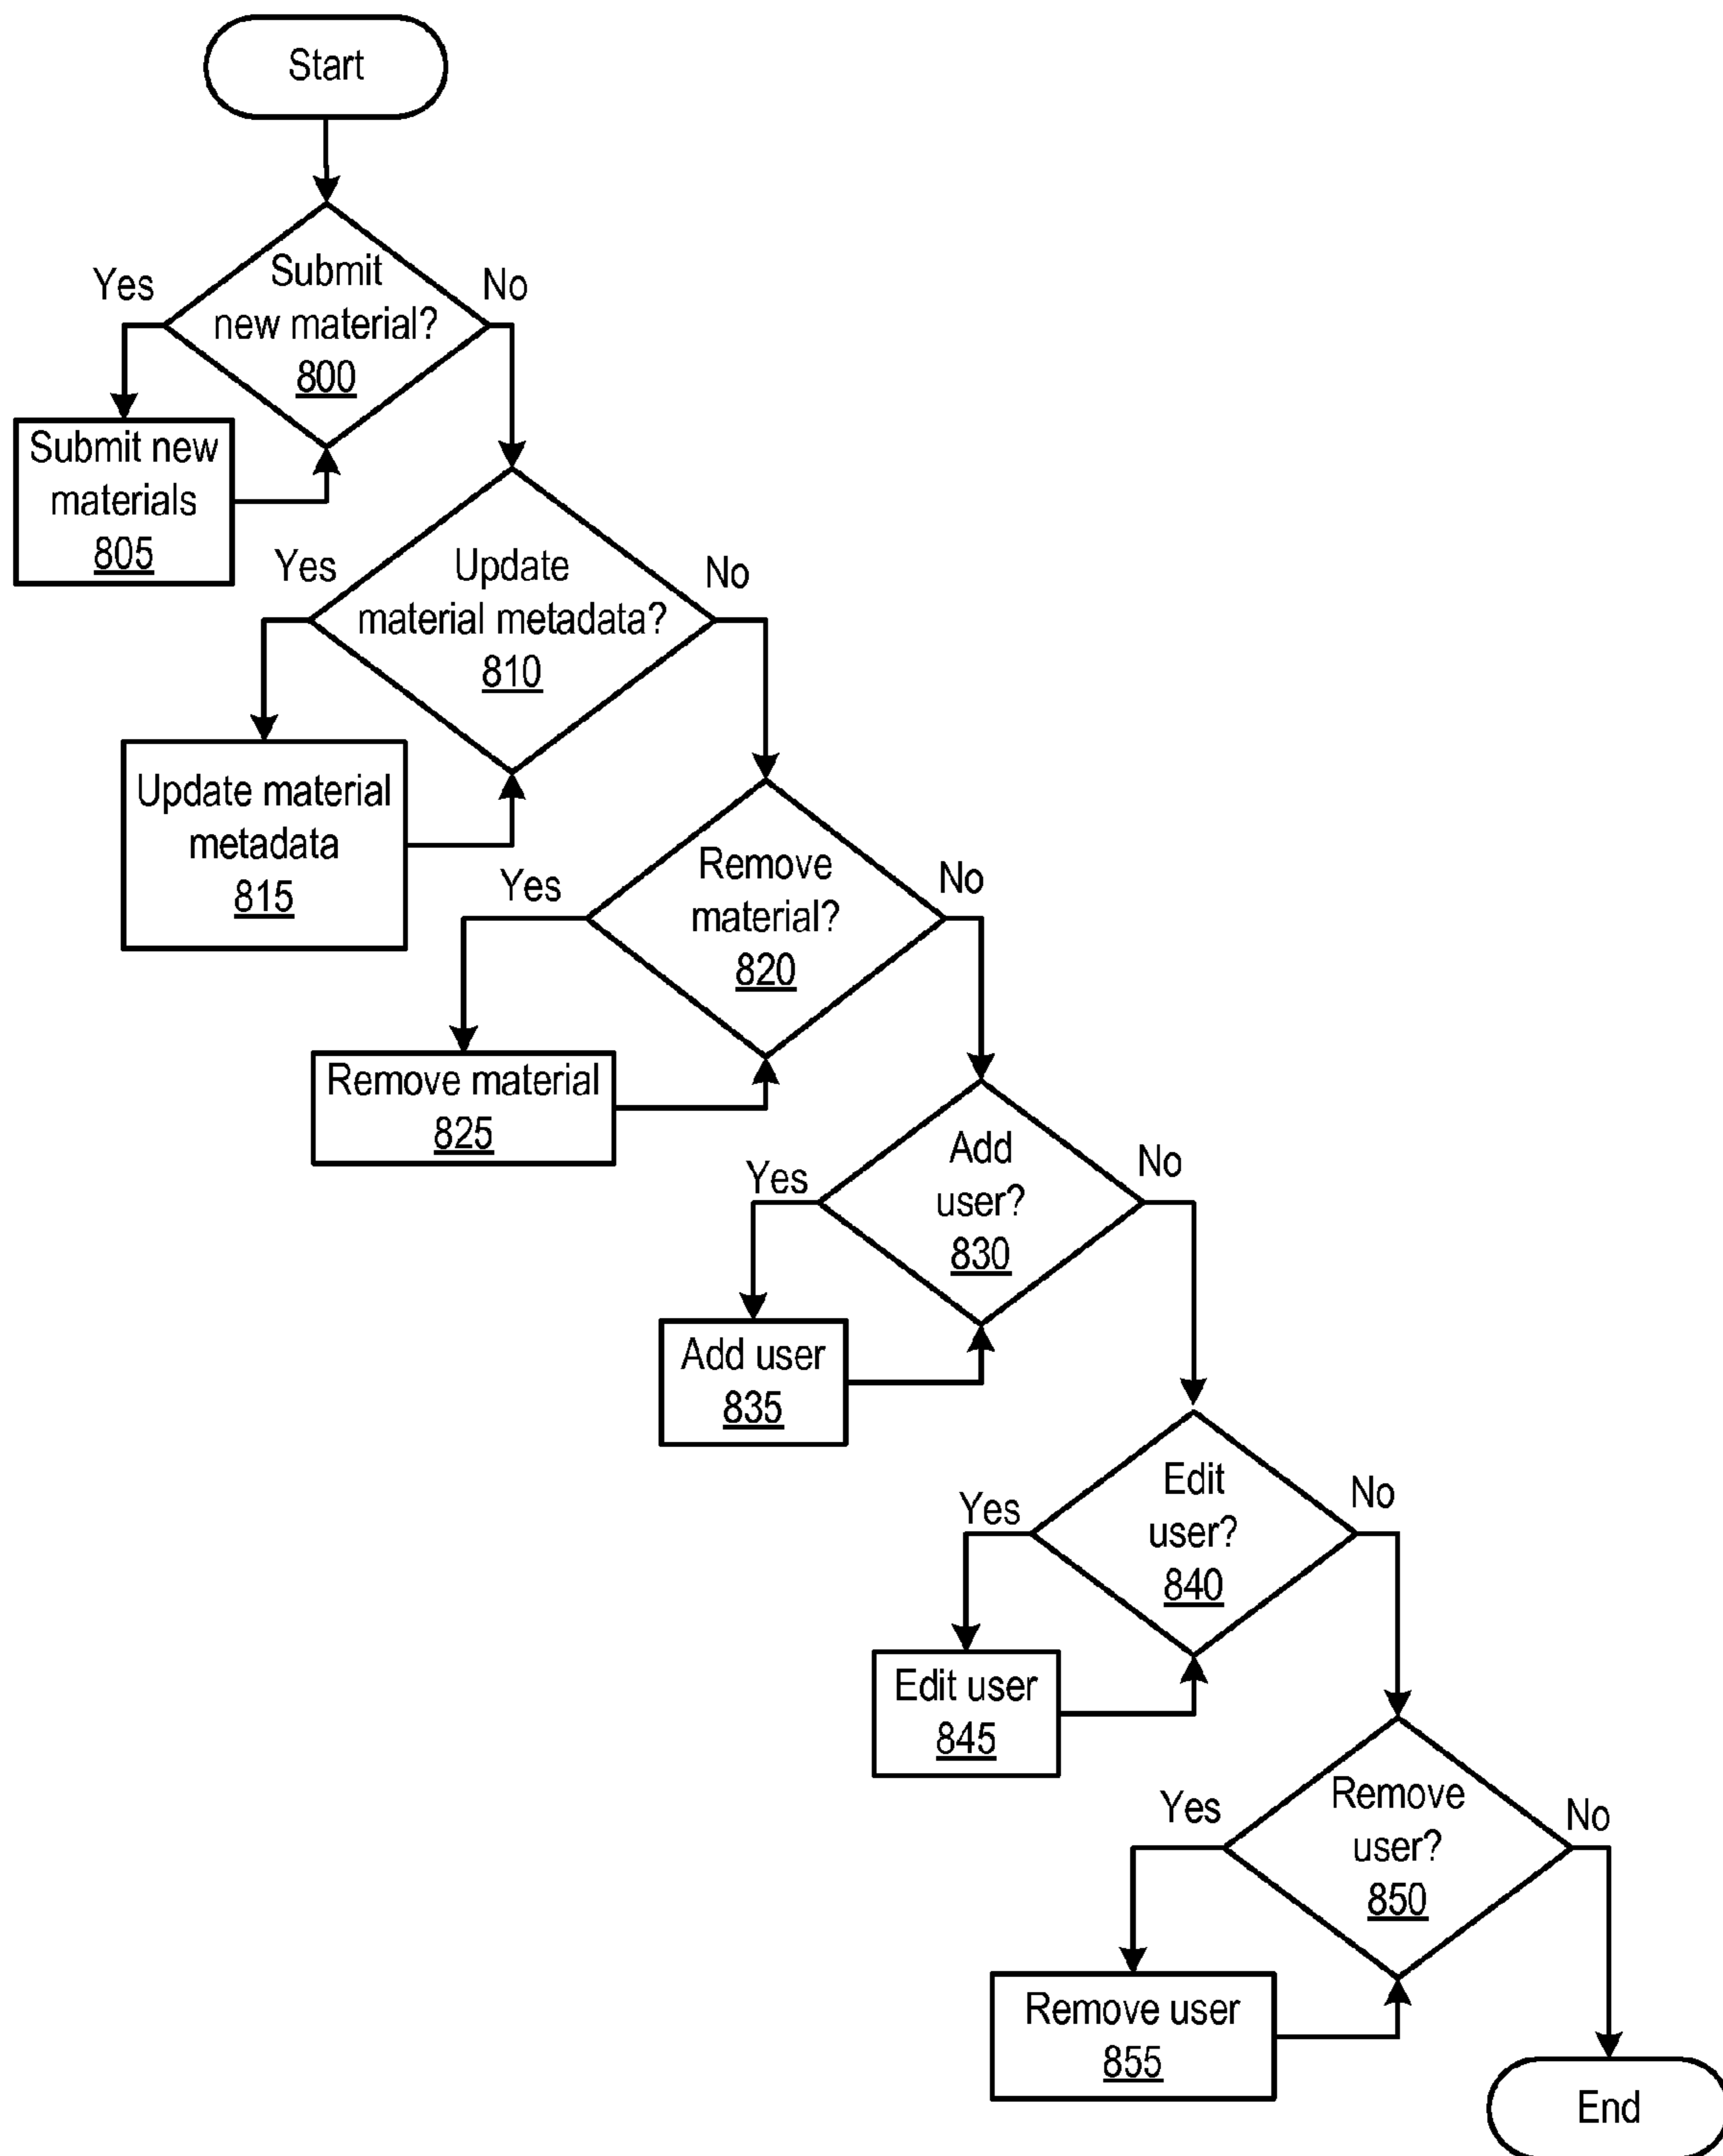 Start
Submit
new material?
800
Yes
No
Submit new
materials
805
Update
material metadata?
810
Yes
No
Update material
metadata
815
Remove
material?
820
Yes
No
Remove material
825
Add
user?
830
Yes
No
Add user
835
Edit
user?
840
Yes
No
Edit user
845
Remove
user?
850
Yes
No
Remove user
855
End